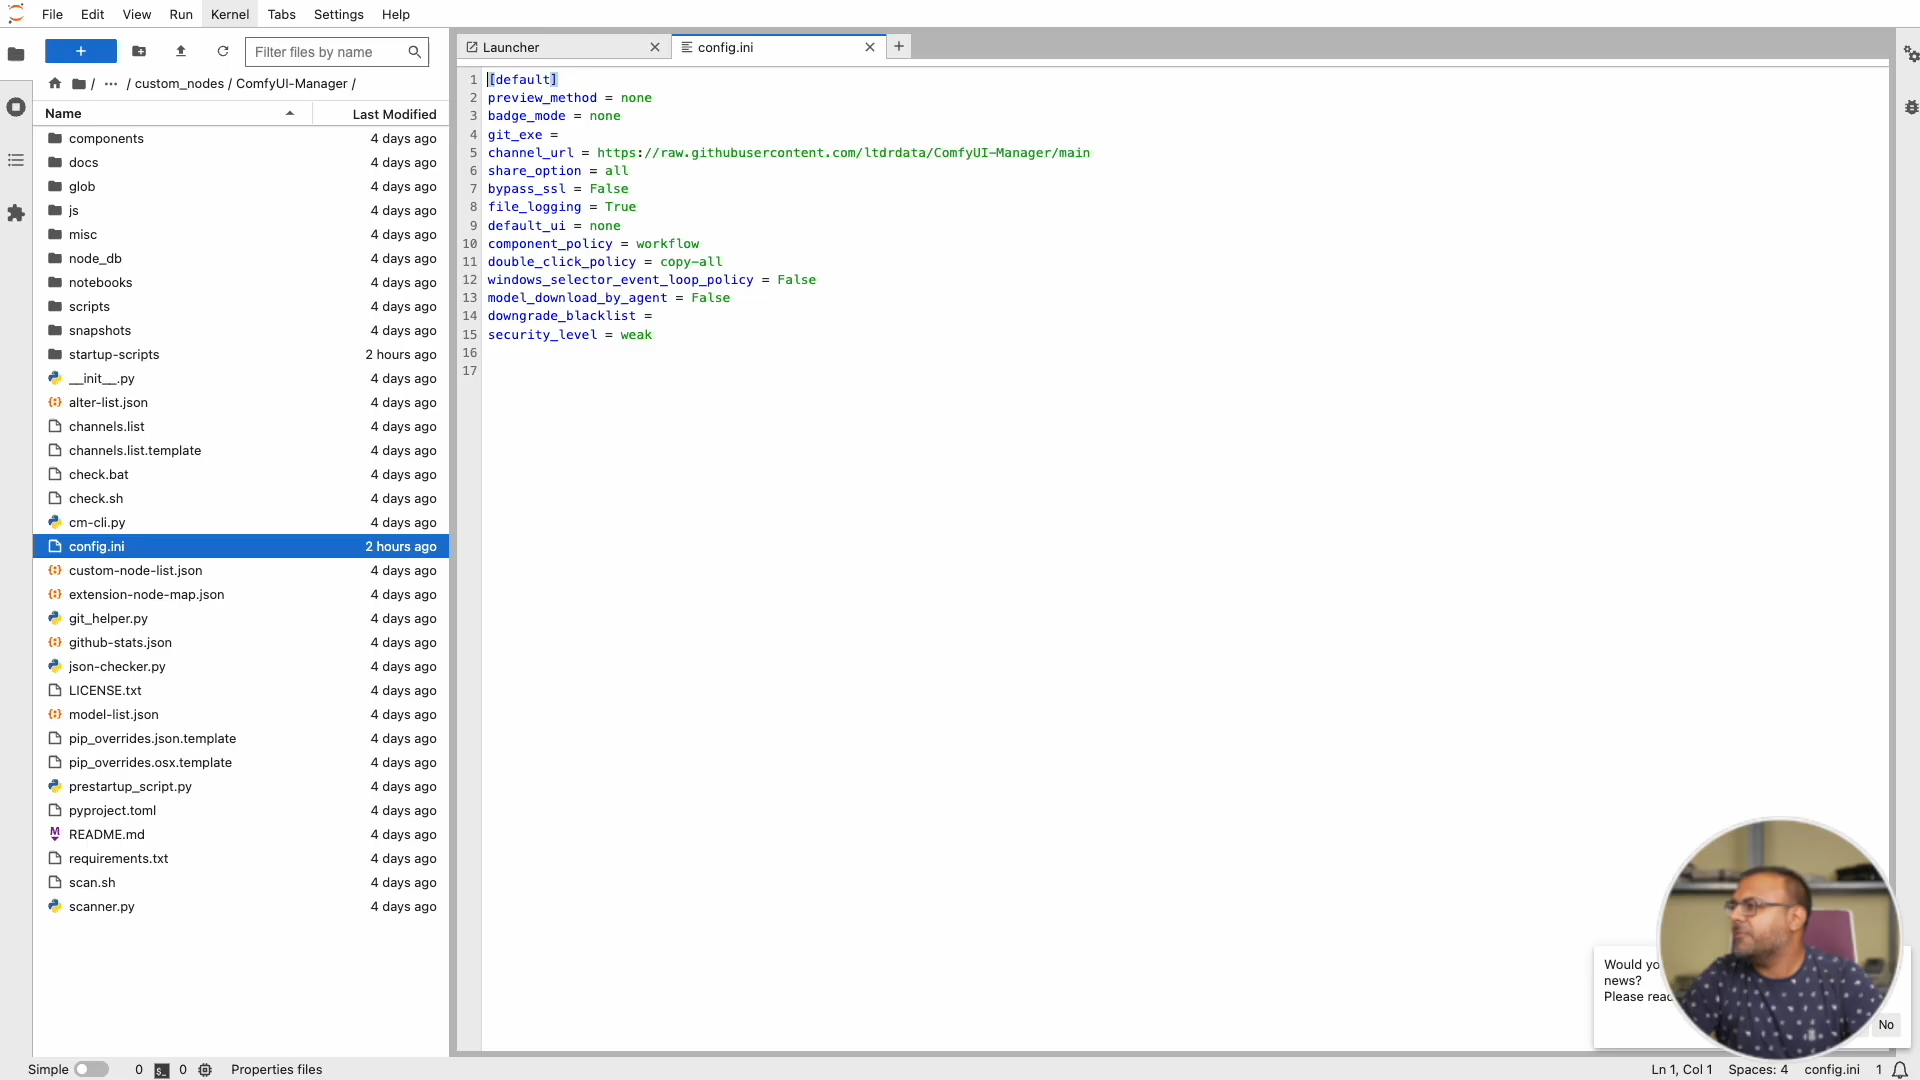 File Edit View Run Kernel Tabs Settings Help
+ Filter files by name
/ ··· / custom_nodes / ComfyUI-Manager /
Name Last Modified
components 4 days ago
docs 4 days ago
glob 4 days ago
js 4 days ago
misc 4 days ago
node_db 4 days ago
notebooks 4 days ago
scripts 4 days ago
snapshots 4 days ago
startup-scripts 2 hours ago
__init__.py 4 days ago
alter-list.json 4 days ago
channels.list 4 days ago
channels.list.template 4 days ago
check.bat 4 days ago
check.sh 4 days ago
cm-cli.py 4 days ago
config.ini 2 hours ago
custom-node-list.json 4 days ago
extension-node-map.json 4 days ago
git_helper.py 4 days ago
github-stats.json 4 days ago
json-checker.py 4 days ago
LICENSE.txt 4 days ago
model-list.json 4 days ago
pip_overrides.json.template 4 days ago
pip_overrides.osx.template 4 days ago
prestartup_script.py 4 days ago
pyproject.toml 4 days ago
README.md 4 days ago
requirements.txt 4 days ago
scan.sh 4 days ago
scanner.py 4 days ago
Launcher config.ini
1 [default]
2 preview_method = none
3 badge_mode = none
4 git_exe =
5 channel_url = https://raw.githubusercontent.com/ltdrdata/ComfyUI-Manager/main
6 share_option = all
7 bypass_ssl = False
8 file_logging = True
9 default_ui = none
10 component_policy = workflow
11 double_click_policy = copy-all
12 windows_selector_event_loop_policy = False
13 model_download_by_agent = False
14 downgrade_blacklist =
15 security_level = weak
16
17
Would yo
news?
Please read
No
Simple 0 0 Properties files Ln 1, Col 1 Spaces: 4 config.ini 1